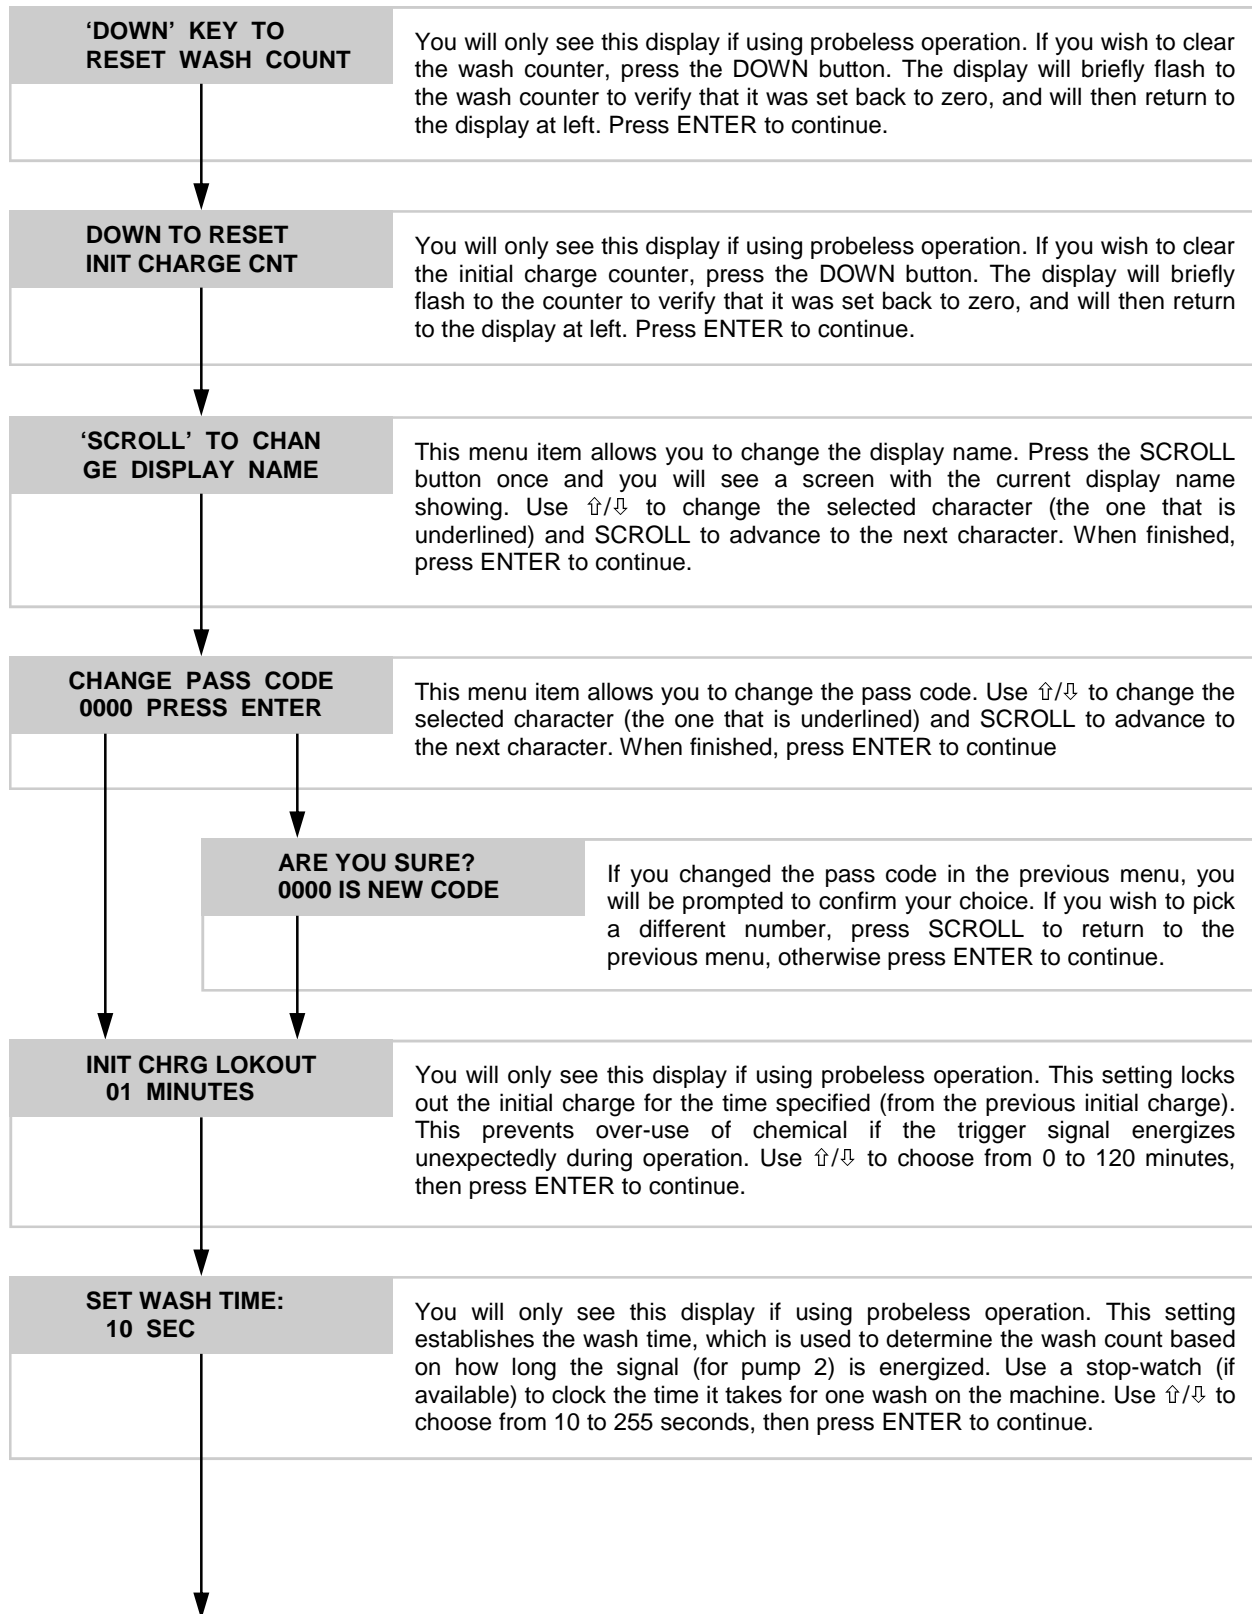 ‘DOWN’ KEY TO
RESET WASH COUNT
You will only see this display if using probeless operation. If you wish to clear
the wash counter, press the DOWN button. The display will briefly flash to
the wash counter to verify that it was set back to zero, and will then return to
the display at left. Press ENTER to continue.
DOWN TO RESET
INIT CHARGE CNT
You will only see this display if using probeless operation. If you wish to clear
the initial charge counter, press the DOWN button. The display will briefly
flash to the counter to verify that it was set back to zero, and will then return
to the display at left. Press ENTER to continue.
‘SCROLL’ TO CHAN
GE DISPLAY NAME
This menu item allows you to change the display name. Press the SCROLL
button once and you will see a screen with the current display name
showing. Use ⇧/⇩ to change the selected character (the one that is
underlined) and SCROLL to advance to the next character. When finished,
press ENTER to continue.
CHANGE PASS CODE
0000 PRESS ENTER
This menu item allows you to change the pass code. Use ⇧/⇩ to change the
selected character (the one that is underlined) and SCROLL to advance to
the next character. When finished, press ENTER to continue
ARE YOU SURE?
0000 IS NEW CODE
If you changed the pass code in the previous menu, you
will be prompted to confirm your choice. If you wish to pick
a different number, press SCROLL to return to the
previous menu, otherwise press ENTER to continue.
INIT CHRG LOKOUT
01 MINUTES
You will only see this display if using probeless operation. This setting locks
out the initial charge for the time specified (from the previous initial charge).
This prevents over-use of chemical if the trigger signal energizes
unexpectedly during operation. Use ⇧/⇩ to choose from 0 to 120 minutes,
then press ENTER to continue.
SET WASH TIME:
10 SEC
You will only see this display if using probeless operation. This setting
establishes the wash time, which is used to determine the wash count based
on how long the signal (for pump 2) is energized. Use a stop-watch (if
available) to clock the time it takes for one wash on the machine. Use ⇧/⇩ to
choose from 10 to 255 seconds, then press ENTER to continue.